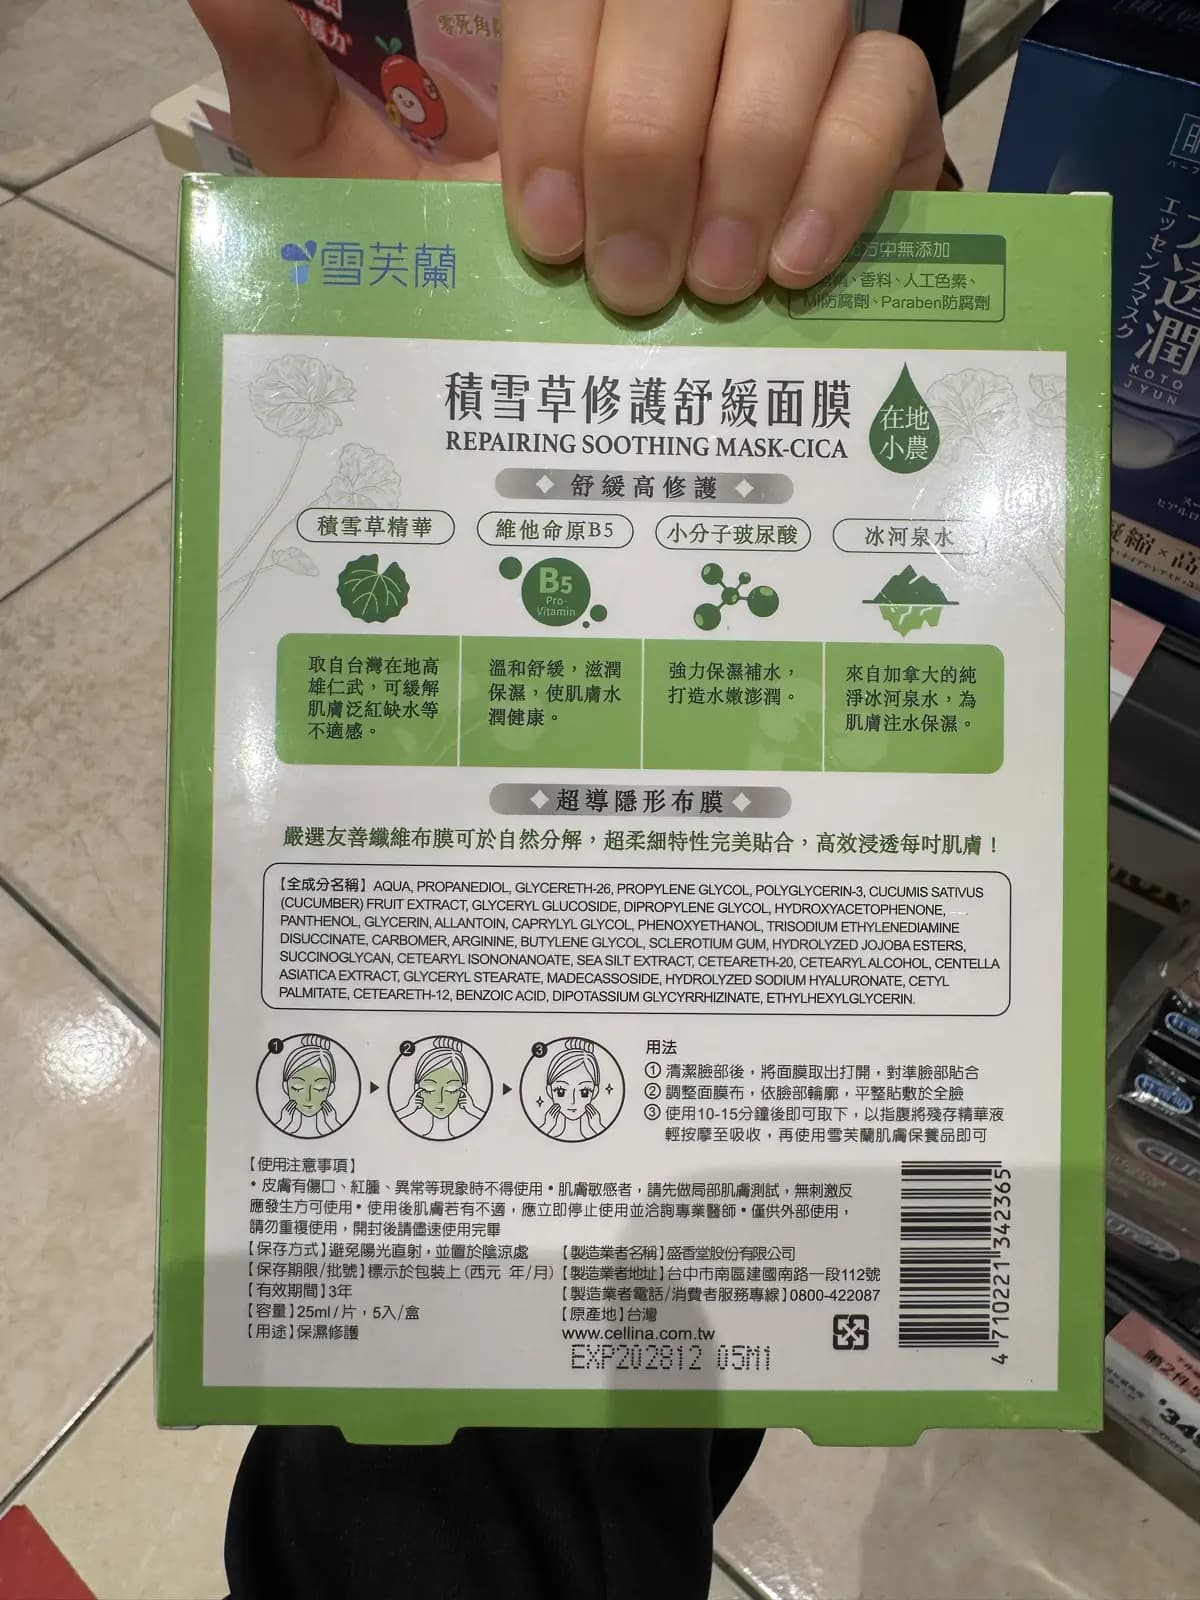 零死角
雪芙蘭
方中無添加
香料、人工色素、
MI防腐劑、Paraben防腐劑
積雪草修護舒緩面膜
REPAIRING SOOTHING MASK-CICA
在地
小農
舒緩高修護
積雪草精華
維他命原B5
小分子玻尿酸
冰河泉水
B5
Pro-
Vitamin
取自台灣在地高
雄仁武，可緩解
肌膚泛紅缺水等
不適感。
溫和舒緩，滋潤
保濕，使肌膚水
潤健康。
強力保濕補水，
打造水嫩澎潤。
來自加拿大的純
淨冰河泉水，為
肌膚注水保濕。
超導隱形布膜
嚴選友善纖維布膜可於自然分解，超柔細特性完美貼合，高效浸透每吋肌膚！
【全成分名稱】AQUA, PROPANEDIOL, GLYCERETH-26, PROPYLENE GLYCOL, POLYGLYCERIN-3, CUCUMIS SATIVUS
(CUCUMBER) FRUIT EXTRACT, GLYCERYL GLUCOSIDE, DIPROPYLENE GLYCOL, HYDROXYACETOPHENONE,
PANTHENOL, GLYCERIN, ALLANTOIN, CAPRYLYL GLYCOL, PHENOXYETHANOL, TRISODIUM ETHYLENEDIAMINE
DISUCCINATE, CARBOMER, ARGININE, BUTYLENE GLYCOL, SCLEROTIUM GUM, HYDROLYZED JOJOBA ESTERS,
SUCCINOGLYCAN, CETEARYL ISONONANOATE, SEA SILT EXTRACT, CETEARETH-20, CETEARYL ALCOHOL, CENTELLA
ASIATICA EXTRACT, GLYCERYL STEARATE, MADECASSOSIDE, HYDROLYZED SODIUM HYALURONATE, CETYL
PALMITATE, CETEARETH-12, BENZOIC ACID, DIPOTASSIUM GLYCYRRHIZINATE, ETHYLHEXYLGLYCERIN.
1
2
3
用法
① 清潔臉部後，將面膜取出打開，對準臉部貼合
② 調整面膜布，依臉部輪廓，平整貼敷於全臉
③ 使用10-15分鐘後即可取下，以指腹將殘存精華液
輕按摩至吸收，再使用雪芙蘭肌膚保養品即可
【使用注意事項】
•皮膚有傷口、紅腫、異常等現象時不得使用•肌膚敏感者，請先做局部肌膚測試，無刺激反
應發生方可使用•使用後肌膚若有不適，應立即停止使用並洽詢專業醫師•僅供外部使用，
請勿重複使用，開封後請儘速使用完畢
【保存方式】避免陽光直射，並置於陰涼處
【保存期限/批號】標示於包裝上(西元 年/月)
【有效期間】3年
【容量】25ml/片，5入/盒
【用途】保濕修護
【製造業者名稱】盛香堂股份有限公司
【製造業者地址】台中市南區建國南路一段112號
【製造業者電話/消費者服務專線】0800-422087
【原產地】台灣
www.cellina.com.tw
EXP202812 05M1
4 710221 342365
エッセンスマスク
透潤
KOTO
JYUN